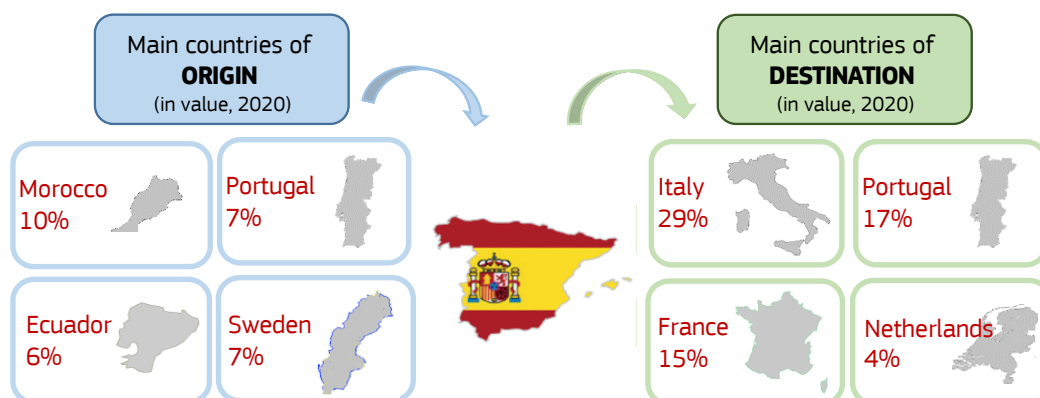 Main countries of
ORIGIN
(in value, 2020)
Main countries of
DESTINATION
(in value, 2020)
Morocco
10%
Portugal
7%
Ecuador
6%
Sweden
7%
Italy
29%
Portugal
17%
France
15%
Netherlands
4%